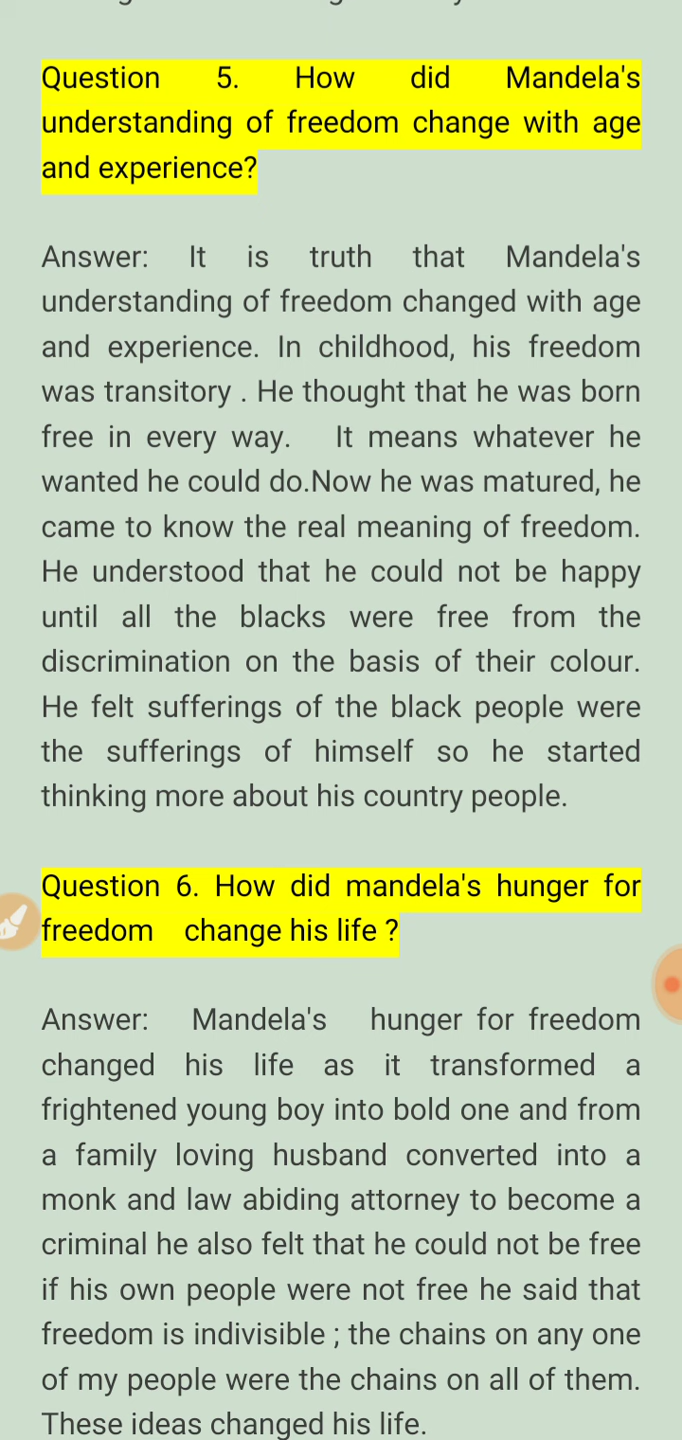 Question 5. How did Mandela's
understanding of freedom change with age
and experience?
Answer: It is truth that Mandela's
understanding of freedom changed with age
and experience. In childhood, his freedom
was transitory . He thought that he was born
free in every way. It means whatever he
wanted he could do.Now he was matured, he
came to know the real meaning of freedom.
He understood that he could not be happy
until all the blacks were free from the
discrimination on the basis of their colour.
He felt sufferings of the black people were
the sufferings of himself so he started
thinking more about his country people.
Question 6. How did mandela's hunger for
freedom change his life ?
Answer: Mandela's hunger for freedom
changed his life as it transformed a
frightened young boy into bold one and from
a family loving husband converted into a
monk and law abiding attorney to become a
criminal he also felt that he could not be free
if his own people were not free he said that
freedom is indivisible ; the chains on any one
of my people were the chains on all of them.
These ideas changed his life.